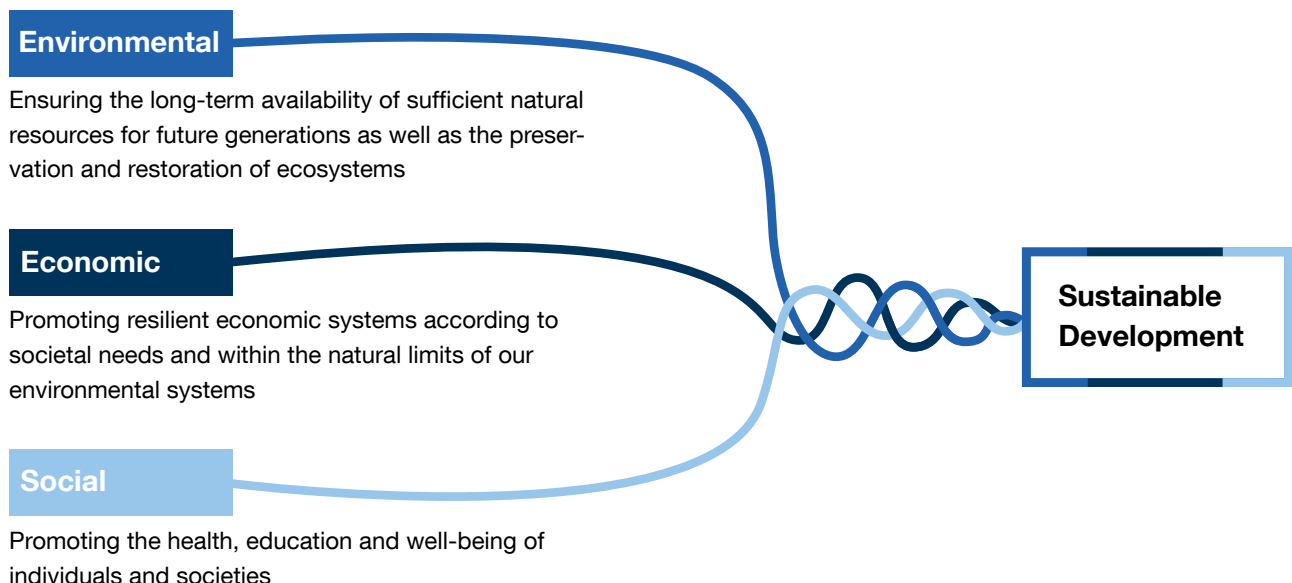 Environmental
Ensuring the long-term availability of sufficient natural
resources for future generations as well as the preser-
vation and restoration of ecosystems
Economic
Promoting resilient economic systems according to
societal needs and within the natural limits of our
environmental systems
Social
Promoting the health, education and well-being of
individuals and societies
Sustainable
Development